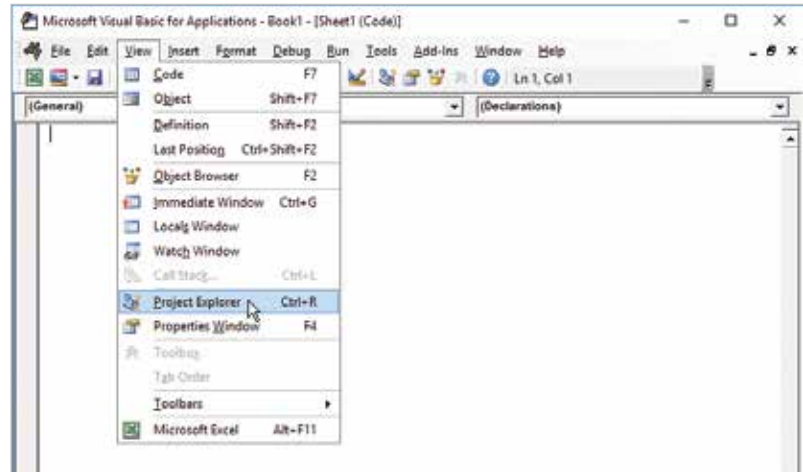 Microsoft Visual Basic for Applications - Book1 - [Sheet1 (Code)]
File Edit View Insert Format Debug Run Tools Add-Ins Window Help
Ln 1, Col 1
(General) (Declarations)
Code F7
Object Shift+F7
Definition Shift+F2
Last Position Ctrl+Shift+F2
Object Browser F2
Immediate Window Ctrl+G
Locals Window
Watch Window
Call Stack... Ctrl+L
Project Explorer Ctrl+R
Properties Window F4
Toolbox
Tab Order
Toolbars
Microsoft Excel Alt+F11